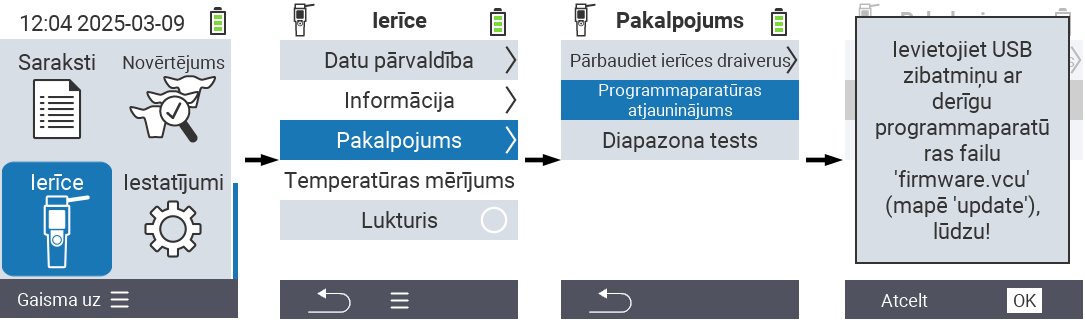 12:04 2025-03-09
Saraksti
Novērtējums
Ierīce
Iestatījumi
Gaisma uz
Ierīce
Datu pārvaldība
Informācija
Pakalpojums
Temperatūras mērījums
Lukturis
Pakalpojums
Pārbaudiet ierīces draiverus
Programmaparatūras
atjauninājums
Diapazona tests
Ievietojiet USB
zibatmiņu ar
derīgu
programmaparatū
ras failu
'firmware.vcu'
(mapē 'update'),
lūdzu!
Atcelt
OK